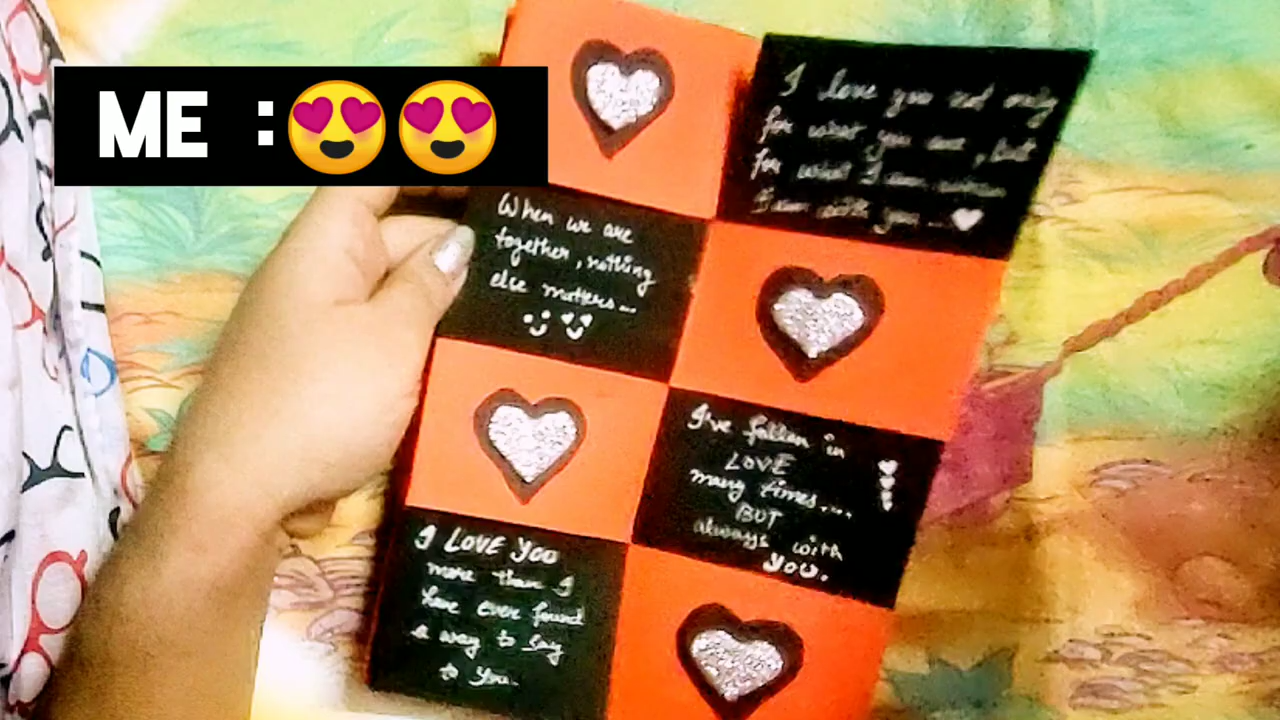 ME :😍😍
I love you not only
for what you are, but
for what I am when
I am with you... ♥
When we are
together, nothing
else matters...
I've fallen in
LOVE
many times...
BUT
always with
YOU.
I LOVE YOU
more than I
have ever found
a way to say
to you.